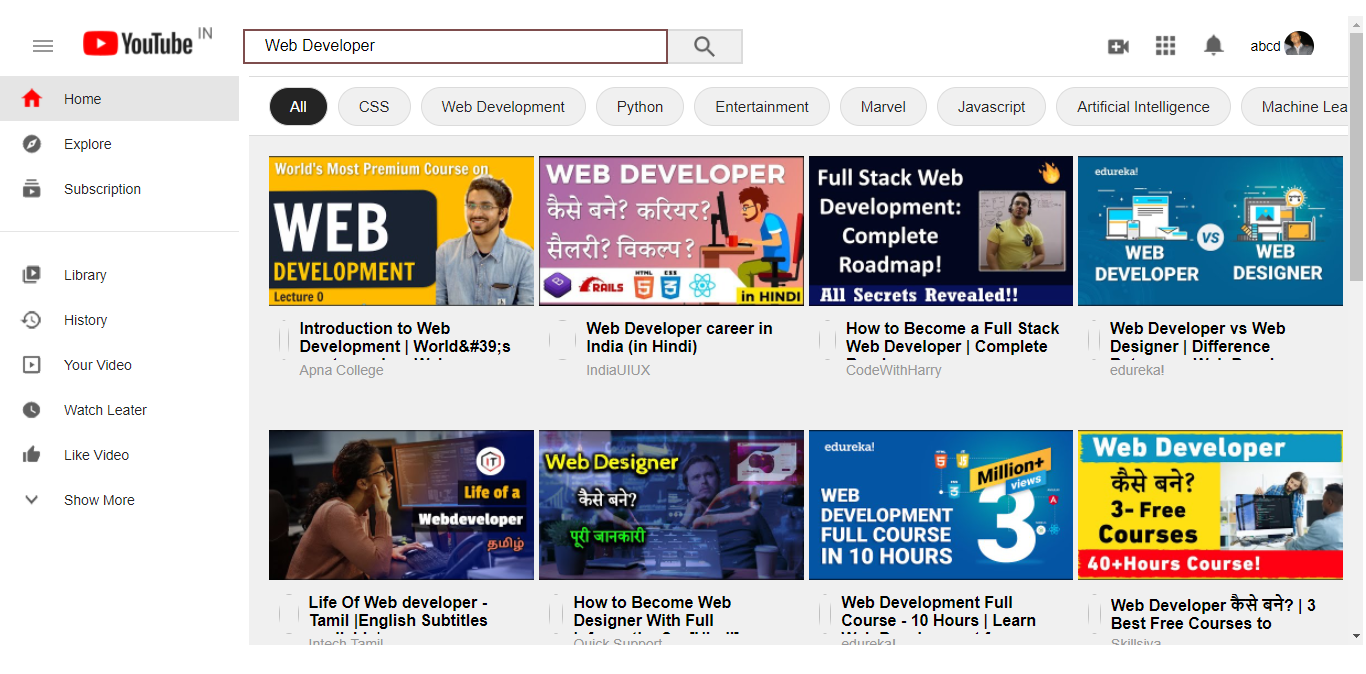 YouTube IN
Web Developer
abcd
Home
Explore
Subscription
Library
History
Your Video
Watch Leater
Like Video
Show More
All CSS Web Development Python Entertainment Marvel Javascript Artificial Intelligence Machine Lea
World's Most Premium Course on
WEB
DEVELOPMENT
Lecture 0
Introduction to Web
Development | World&#39;s
Apna College
WEB DEVELOPER
कैसे बने? करियर?
सैलरी? विकल्प?
RAILS
HTML
5
CSS
3
in HINDI
Web Developer career in
India (in Hindi)
IndiaUIUX
Full Stack Web
Development:
Complete
Roadmap!
All Secrets Revealed!!
How to Become a Full Stack
Web Developer | Complete
CodeWithHarry
edureka!
WEB
DEVELOPER
VS
WEB
DESIGNER
Web Developer vs Web
Designer | Difference
edureka!
IT
Life of a
Webdeveloper
தமிழ்
Life Of Web developer -
Tamil |English Subtitles
Intech Tamil
Web Designer
कैसे बने?
पूरी जानकारी
How to Become Web
Designer With Full
Quick Support
edureka!
5
3
Million+
views
WEB
DEVELOPMENT
FULL COURSE
IN 10 HOURS
3
A
Web Development Full
Course - 10 Hours | Learn
edureka!
Web Developer
कैसे बने?
3- Free
Courses
40+Hours Course!
Web Developer कैसे बने? | 3
Best Free Courses to
Skillsiva